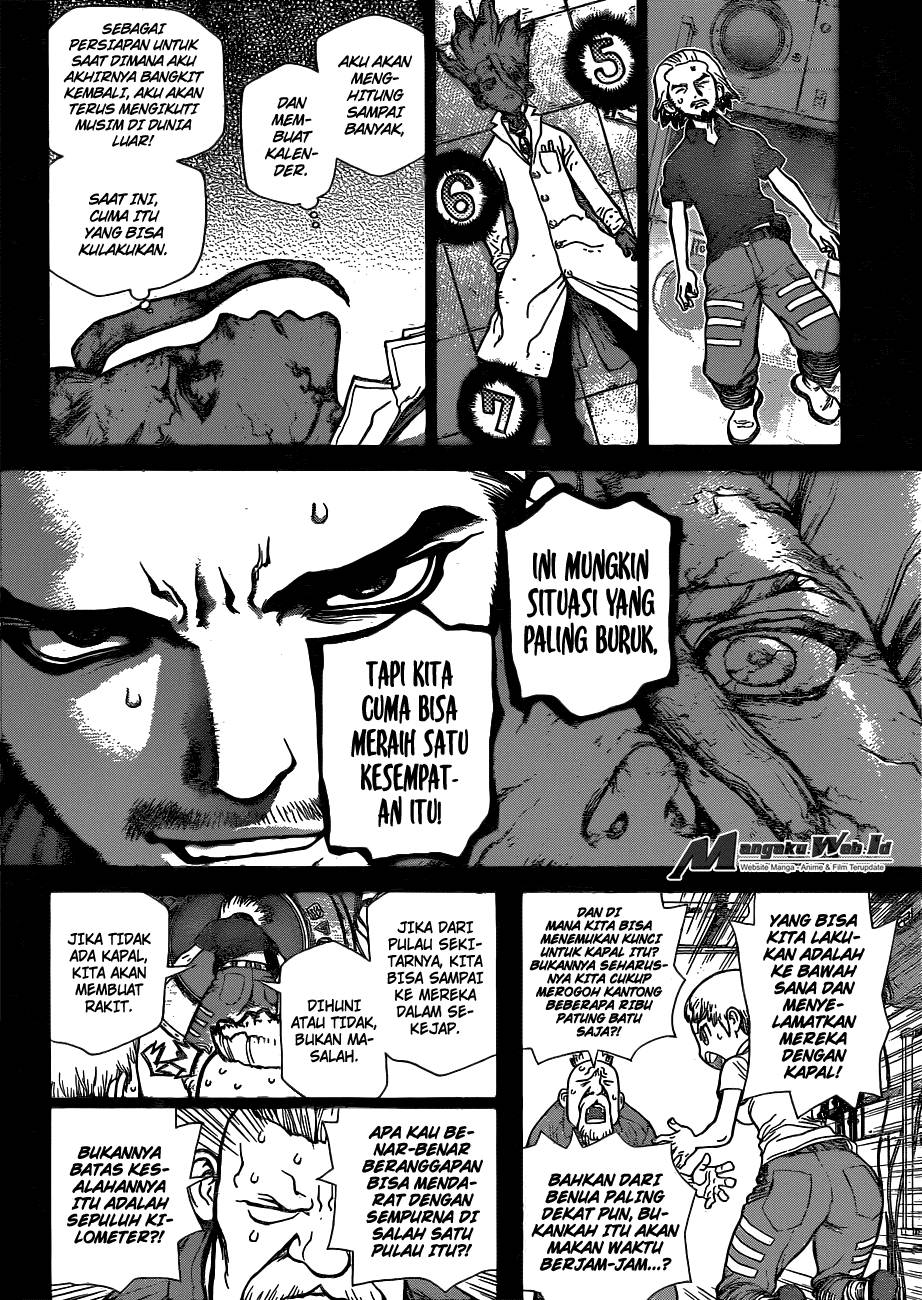 5
6
7
AKU AKAN
MENG-
HITUNG
SAMPAI
BANYAK,
DAN
MEM-
BUAT
KALEN-
DER.
SEBAGAI
PERSIAPAN UNTUK
SAAT DIMANA AKU
AKHIRNYA BANGKIT
KEMBALI, AKU AKAN
TERUS MENGIKUTI
MUSIM DI DUNIA
LUAR!
SAAT INI,
CUMA ITU
YANG BISA
KULAKUKAN.
INI MUNGKIN
SITUASI YANG
PALING BURUK,
TAPI KITA
CUMA BISA
MERAIH SATU
KESEMPAT-
AN ITU!
Mangaku.Web.Id
Website Manga - Anime & Film Terupdate
YANG BISA
KITA LAKU-
KAN ADALAH
KE BAWAH
SANA DAN
MENYE-
LAMATKAN
MEREKA
DENGAN
KAPAL!
DAN DI
MANA KITA BISA
MENEMUKAN KUNCI
UNTUK KAPAL ITU?
BUKANNYA SEHARUS-
NYA KITA CUKUP
MEROGOH KANTONG
BEBERAPA RIBU
PATUNG BATU
SAJA?!
BAHKAN DARI
BENUA PALING
DEKAT PUN, BU-
KANKAH ITU AKAN
MAKAN WAKTU
BERJAM-JAM...?
JIKA DARI
PULAU SEKI-
TARNYA, KITA
BISA SAMPAI
KE MEREKA
DALAM SE-
KEJAP.
DIHUNI
ATAU TIDAK,
BUKAN MA-
SALAH.
JIKA TIDAK
ADA KAPAL,
KITA AKAN
MEMBUAT
RAKIT.
APA KAU BE-
NAR-BENAR
BERANGGAPAN
BISA MENDA-
RAT DENGAN
SEMPURNA DI
SALAH SATU
PULAU ITU?!
BUKANNYA
BATAS KES-
ALAHANNYA
ITU ADALAH
SEPULUH KI-
LOMETER?!